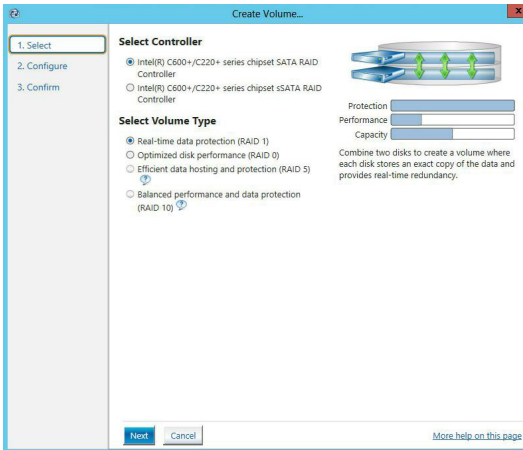 Create Volume...
x
1. Select
2. Configure
3. Confirm
Select Controller
Intel(R) C600+/C220+ series chipset SATA RAID
Controller
Intel(R) C600+/C220+ series chipset sSATA RAID
Controller
Select Volume Type
Real-time data protection (RAID 1)
Optimized disk performance (RAID 0)
Efficient data hosting and protection (RAID 5)
?
Balanced performance and data protection
(RAID 10) ?
Protection
Performance
Capacity
Combine two disks to create a volume where
each disk stores an exact copy of the data and
provides real-time redundancy.
Next
Cancel
More help on this page